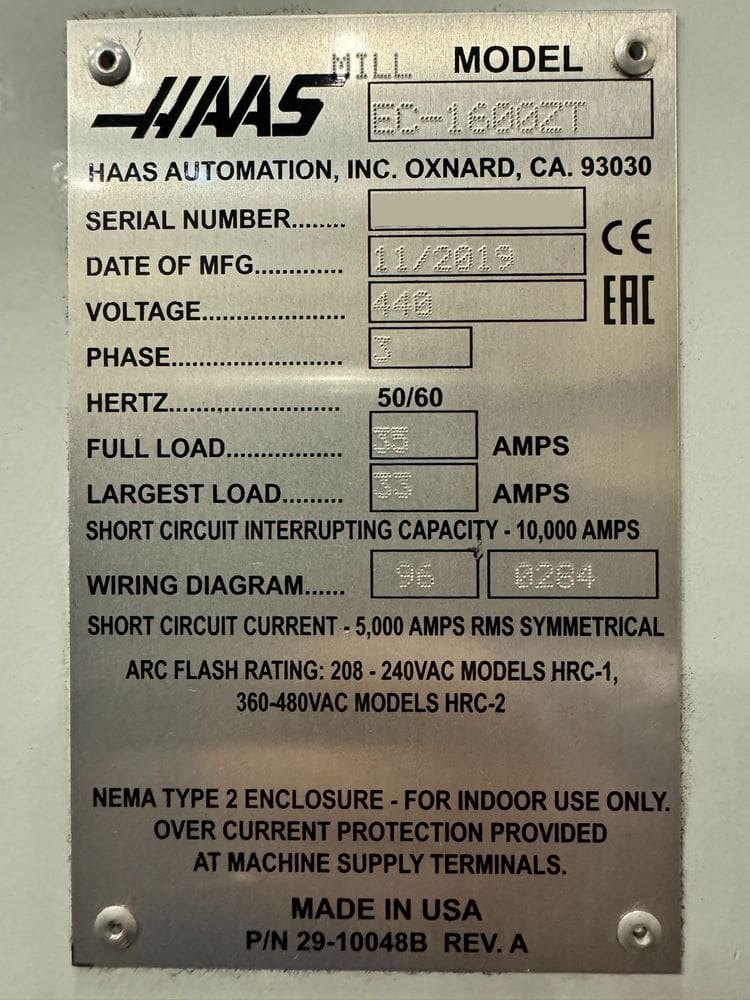 MILL MODEL
HAAS EC-1600ZT
HAAS AUTOMATION, INC. OXNARD, CA. 93030
SERIAL NUMBER........
DATE OF MFG............. 11/2019
VOLTAGE..................... 440
PHASE......................... 3
HERTZ......................... 50/60
FULL LOAD................. 35 AMPS
LARGEST LOAD......... 33 AMPS
SHORT CIRCUIT INTERRUPTING CAPACITY - 10,000 AMPS
WIRING DIAGRAM...... 96 0284
SHORT CIRCUIT CURRENT - 5,000 AMPS RMS SYMMETRICAL
ARC FLASH RATING: 208 - 240VAC MODELS HRC-1,
360-480VAC MODELS HRC-2
NEMA TYPE 2 ENCLOSURE - FOR INDOOR USE ONLY.
OVER CURRENT PROTECTION PROVIDED
AT MACHINE SUPPLY TERMINALS.
MADE IN USA
P/N 29-10048B REV. A
CE
EAC